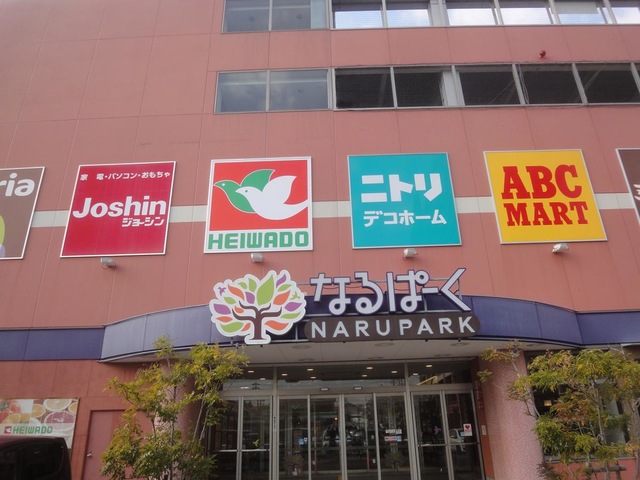 ria
家電・パソコン・おもちゃ
Joshin
ジョーシン
HEIWADO
ニトリ
デコホーム
ABC
MART
なるぱーく
NARUPARK
HEIWADO